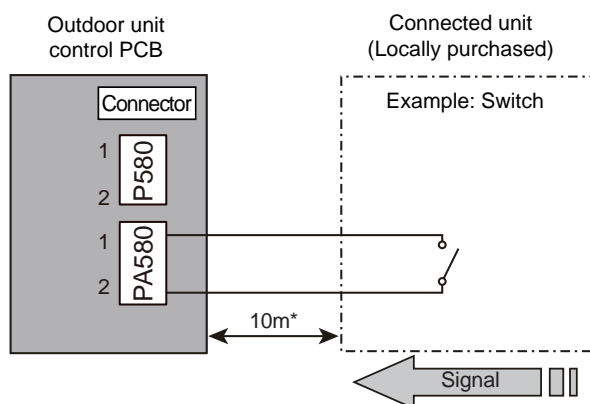 Outdoor unit
control PCB
Connected unit
(Locally purchased)
Connector
Example: Switch
1
P580
2
1
PA580
2
10m*
Signal